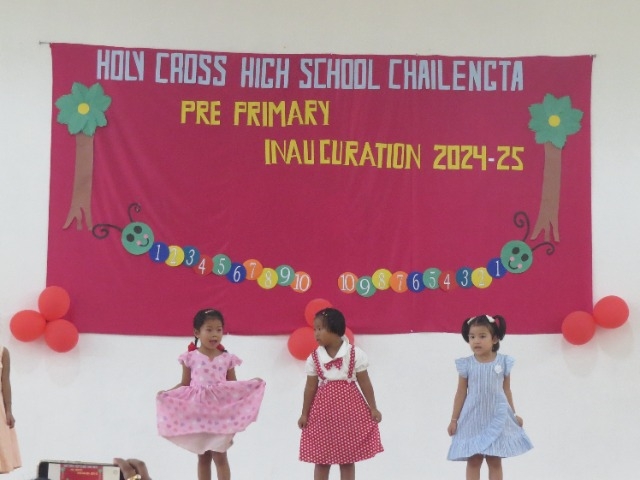 HOLY CROSS HIGH SCHOOL CHAILENGTA
PRE PRIMARY
INAUGURATION 2024-25
1 2 3 4 5 6 7 8 9 10
10 9 8 7 6 5 4 3 2 1